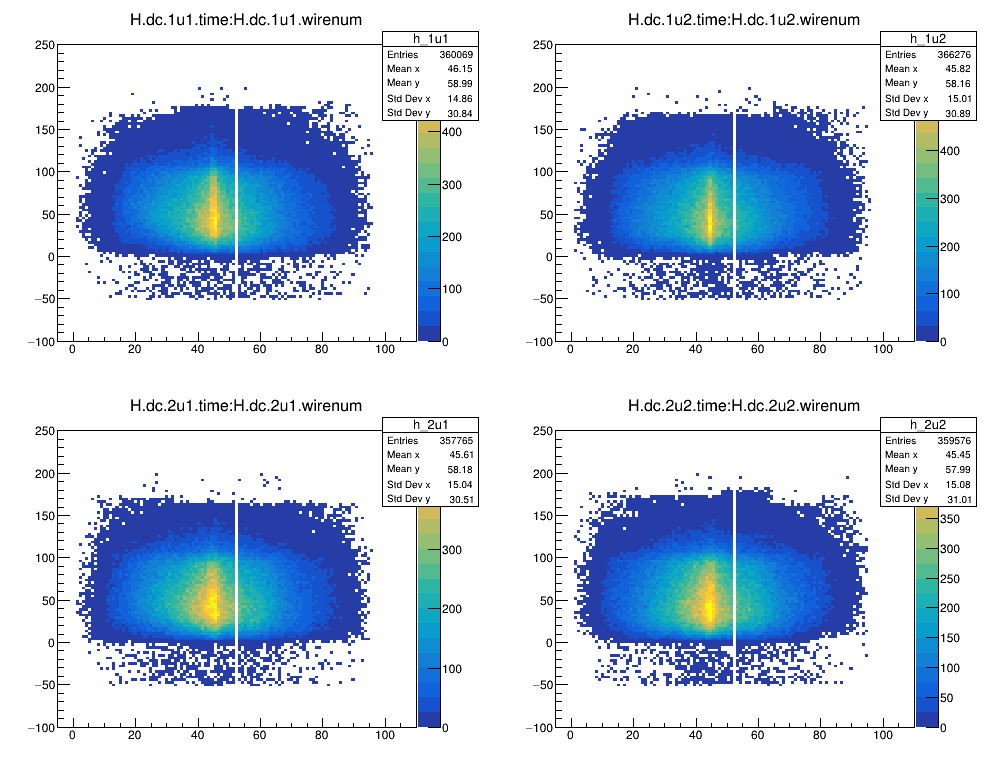 H.dc.1u1.time:H.dc.1u1.wirenum
h_1u1
Entries 360069
Mean x 46.15
Mean y 58.99
Std Dev x 14.86
Std Dev y 30.84
250
200
150
100
50
0
−50
−100
0 20 40 60 80 100
400
300
200
100
0
H.dc.1u2.time:H.dc.1u2.wirenum
h_1u2
Entries 366276
Mean x 45.82
Mean y 58.16
Std Dev x 15.01
Std Dev y 30.89
250
200
150
100
50
0
−50
−100
0 20 40 60 80 100
400
300
200
100
0
H.dc.2u1.time:H.dc.2u1.wirenum
h_2u1
Entries 357765
Mean x 45.61
Mean y 58.18
Std Dev x 15.04
Std Dev y 30.51
250
200
150
100
50
0
−50
−100
0 20 40 60 80 100
300
200
100
0
H.dc.2u2.time:H.dc.2u2.wirenum
h_2u2
Entries 359576
Mean x 45.45
Mean y 57.99
Std Dev x 15.08
Std Dev y 31.01
250
200
150
100
50
0
−50
−100
0 20 40 60 80 100
350
300
250
200
150
100
50
0